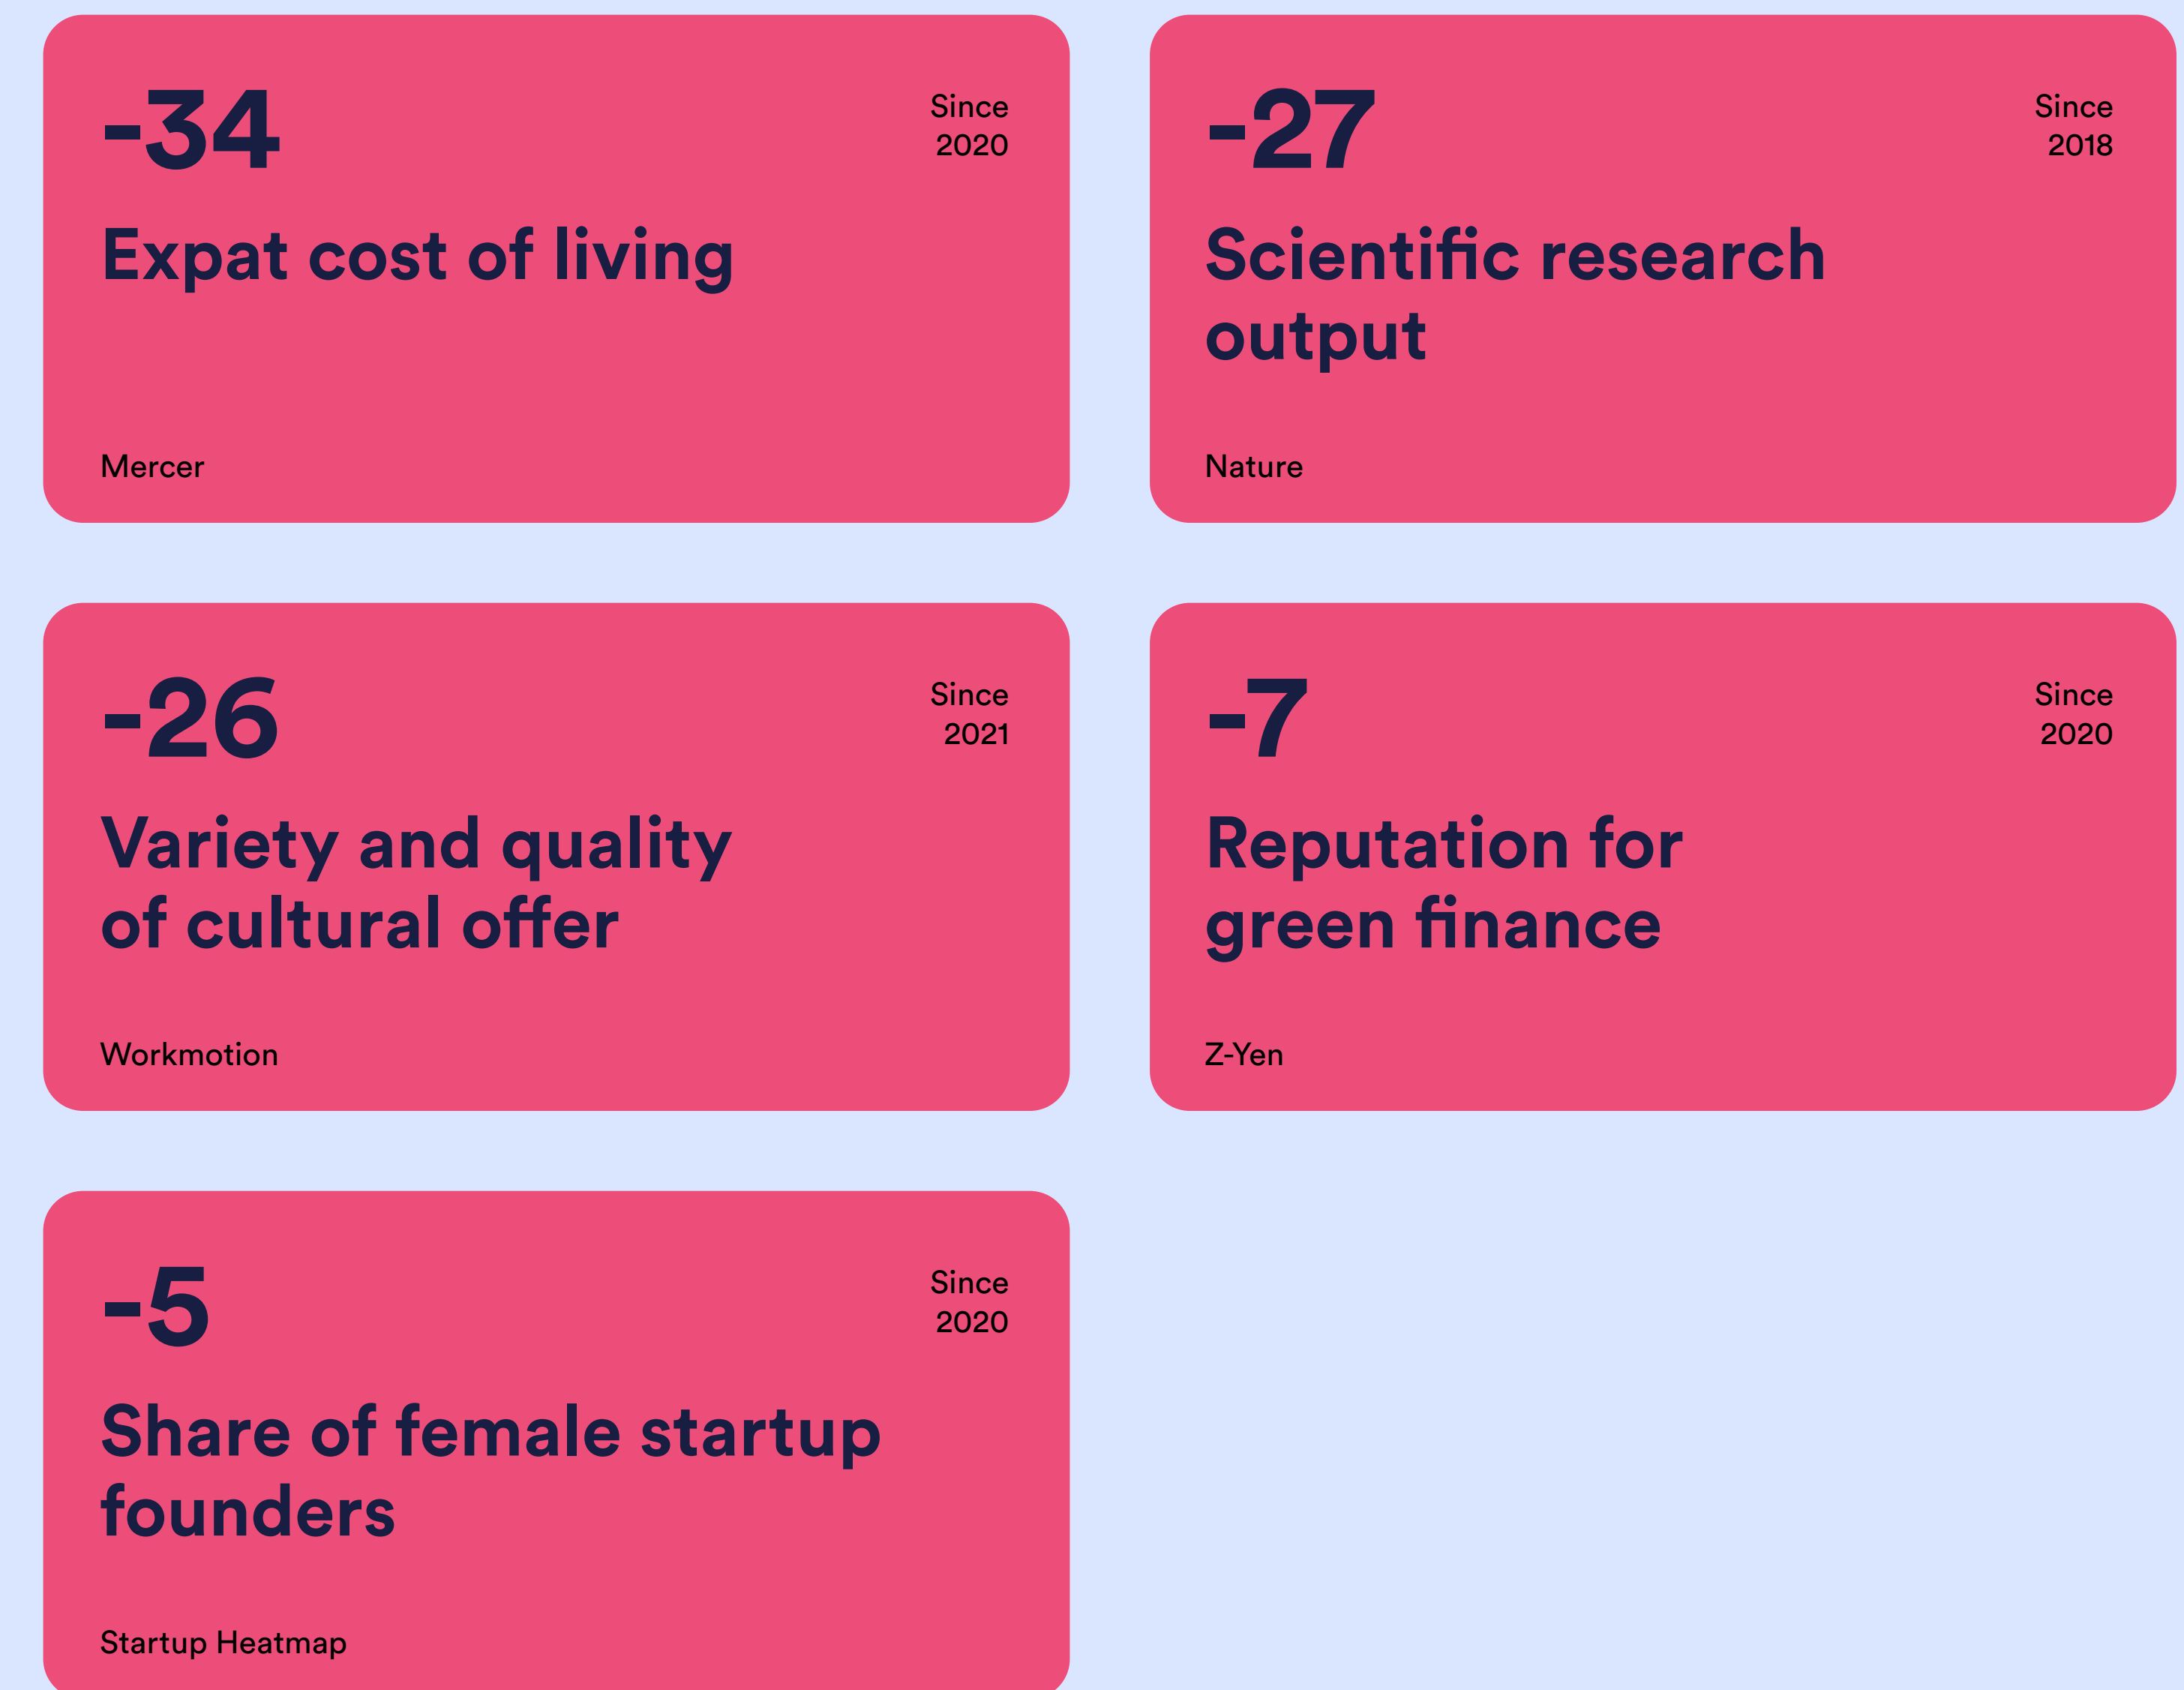 -34
Since
2020
Expat cost of living
Mercer
-27
Since
2018
Scientific research
output
Nature
-26
Since
2021
Variety and quality
of cultural offer
Workmotion
-7
Since
2020
Reputation for
green finance
Z-Yen
-5
Since
2020
Share of female startup
founders
Startup Heatmap